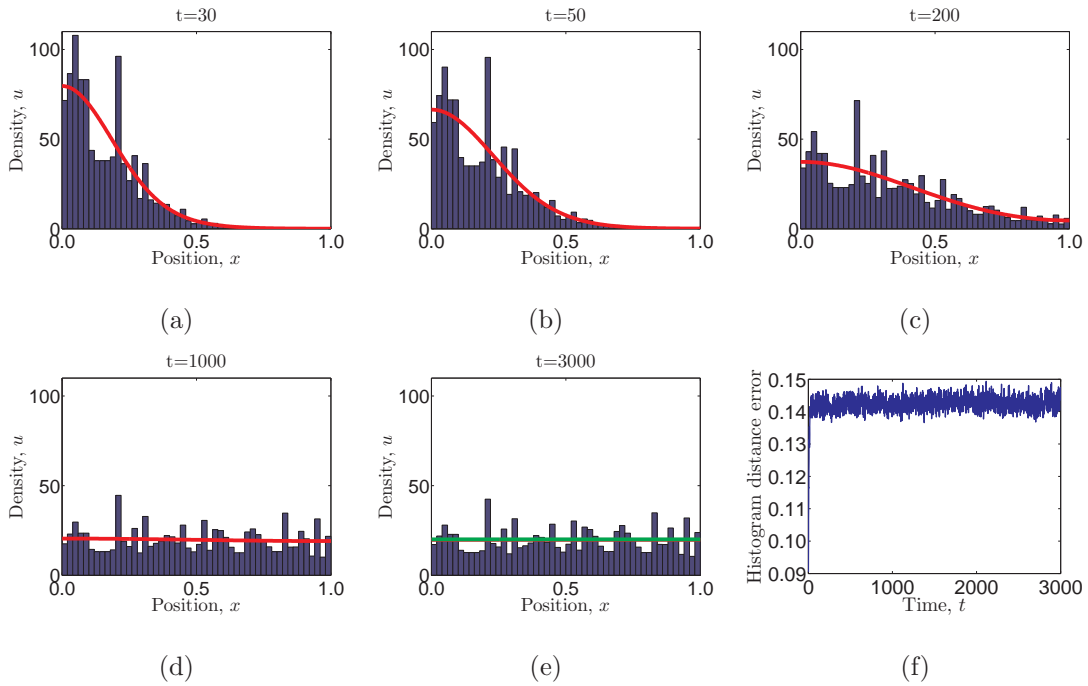 t=30
t=50
t=200
100
50
0
0.0
0.5
1.0
Density, u
Position, x
100
50
0
0.0
0.5
1.0
Density, u
Position, x
100
50
0
0.0
0.5
1.0
Density, u
Position, x
(a)
(b)
(c)
t=1000
t=3000
100
50
0
0.0
0.5
1.0
Density, u
Position, x
100
50
0
0.0
0.5
1.0
Density, u
Position, x
0.15
0.14
0.13
0.12
0.11
0.10
0.09
0
1000
2000
3000
Histogram distance error
Time, t
(d)
(e)
(f)